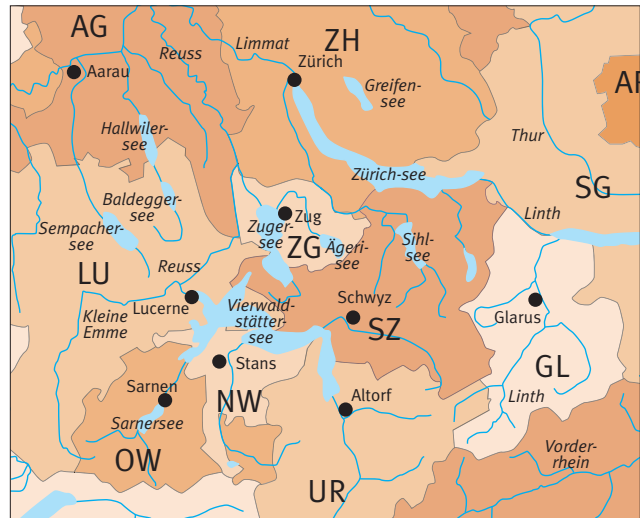 AG
Reuss
Limmat
ZH
Aarau
Zürich
Greifen-
see
Hallwiler-
see
Thur
Zürich-see
SG
Baldegger-
see
Sempacher-
see
Zug
Zuger-
see
ZG
Ägeri-
see
Sihl-
see
Linth
LU
Reuss
Kleine
Emme
Lucerne
Vierwald-
stätter-
see
Schwyz
SZ
Glarus
GL
Stans
Sarnen
NW
Altorf
Linth
Sarnersee
OW
UR
Vorder-
rhein